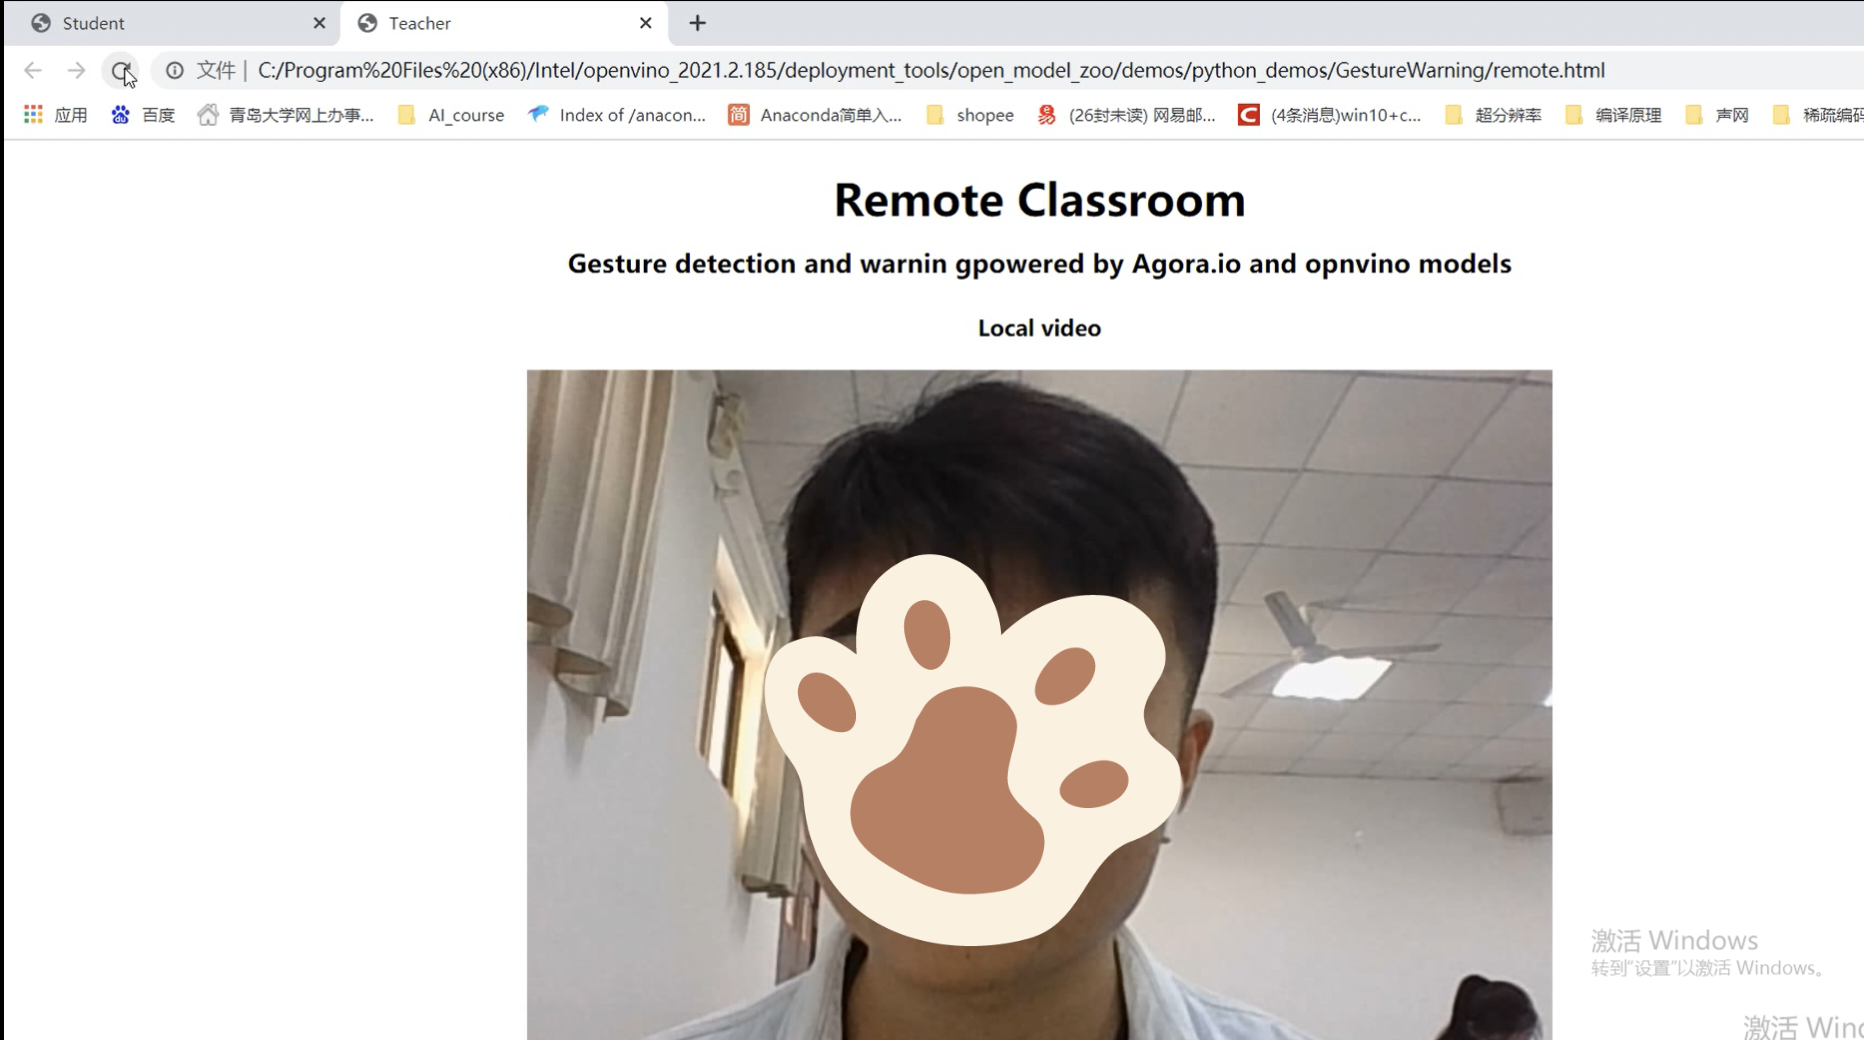 Student
Teacher
文件 | C:/Program%20Files%20(x86)/Intel/openvino_2021.2.185/deployment_tools/open_model_zoo/demos/python_demos/GestureWarning/remote.html
应用 百度 青岛大学网上办事... AI_course Index of /anacon... Anaconda简单入... shopee (26封未读) 网易邮... (4条消息)win10+c... 超分辨率 编译原理 声网 稀疏编码
Remote Classroom
Gesture detection and warnin gpowered by Agora.io and opnvino models
Local video
激活 Windows
转到“设置”以激活 Windows。
激活 Wind